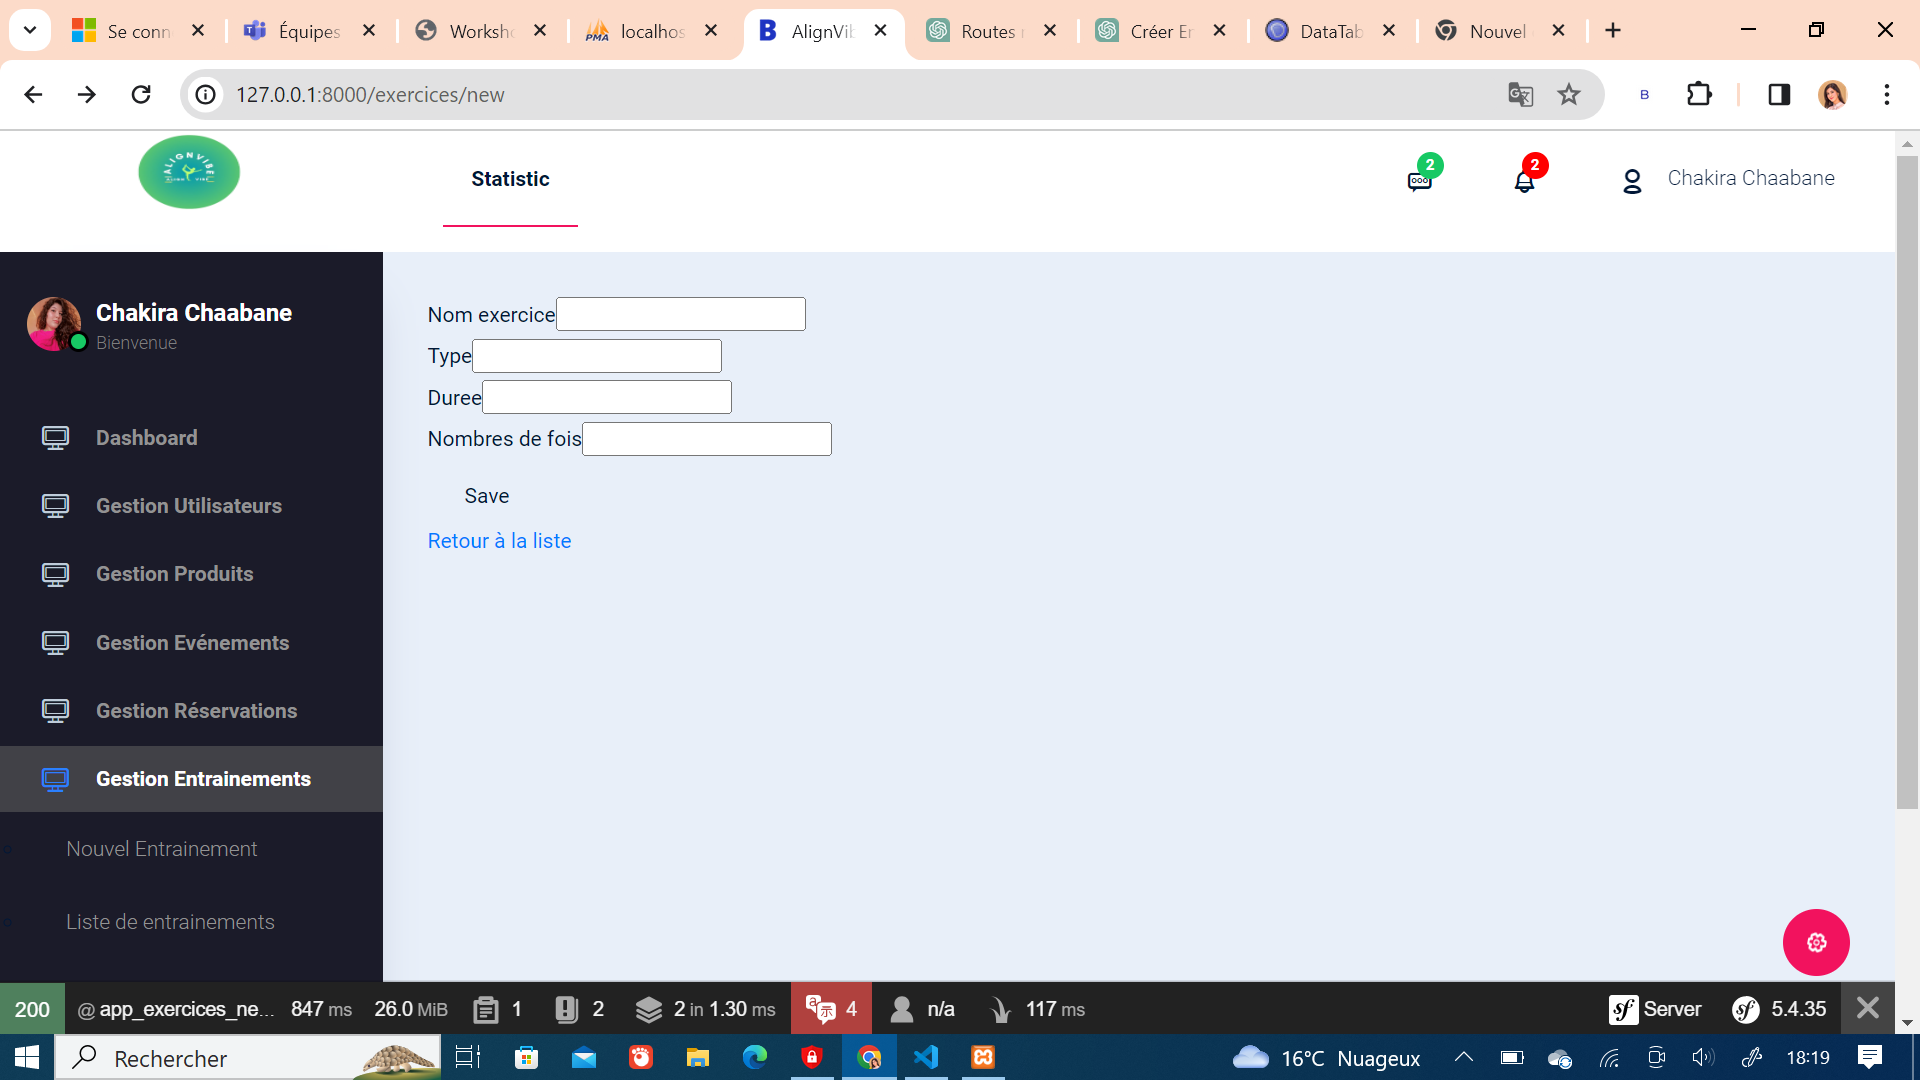 Se conn
Équipes
Worksho
localhos
AlignVib
Routes
Créer En
DataTab
Nouvel
127.0.0.1:8000/exercices/new
B
ALIGNVIBE
Statistic
2
2
Chakira Chaabane
Chakira Chaabane
Bienvenue
Dashboard
Gestion Utilisateurs
Gestion Produits
Gestion Evénements
Gestion Réservations
Gestion Entrainements
Nouvel Entrainement
Liste de entrainements
Nom exercice
Type
Duree
Nombres de fois
Save
Retour à la liste
200 @ app_exercices_ne... 847 ms 26.0 MiB 1 2 2 in 1.30 ms 4 n/a 117 ms Server 5.4.35
Rechercher 16°C Nuageux 18:19